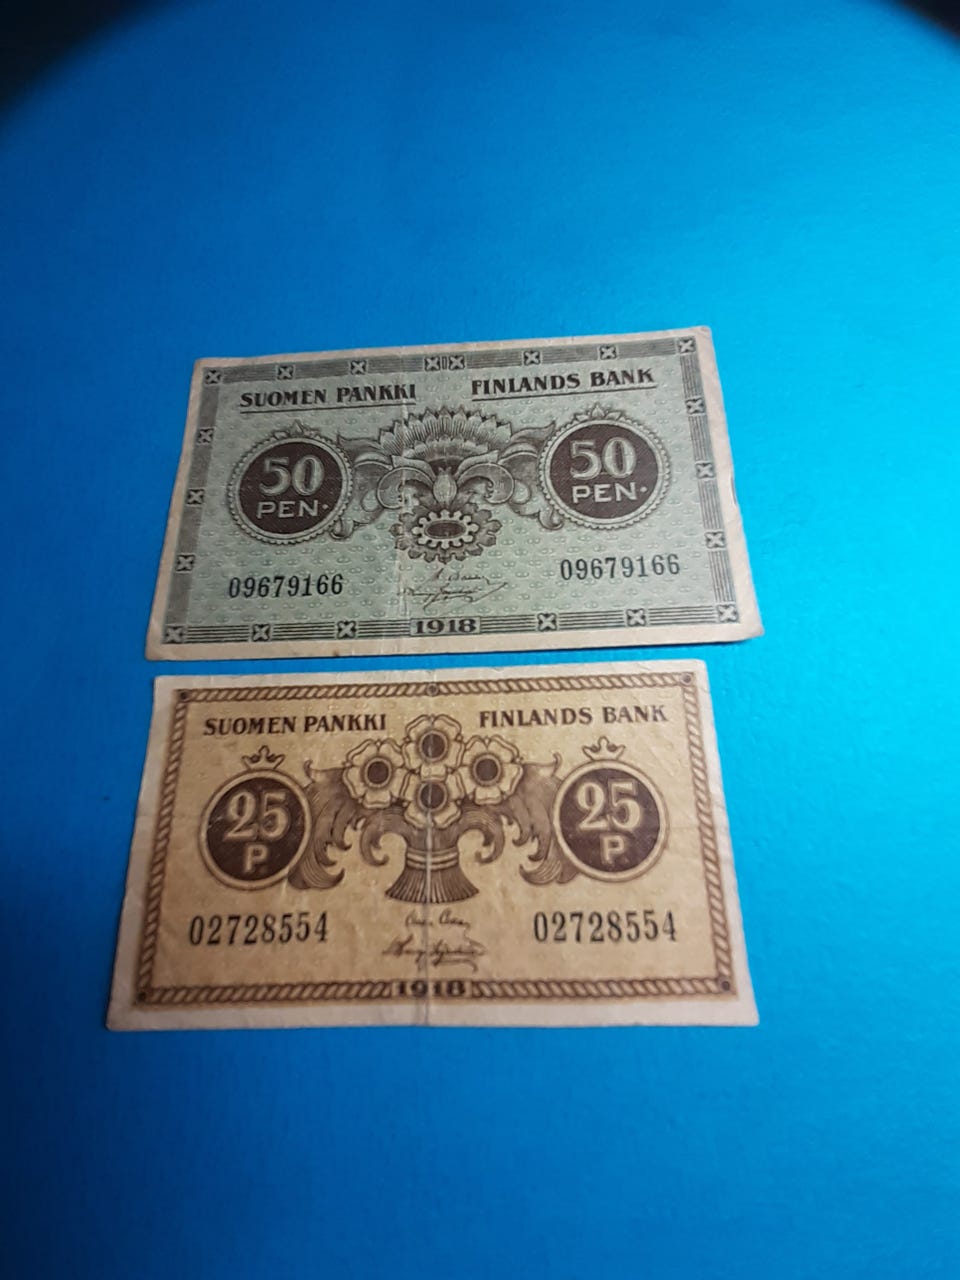 SUOMEN PANKKI FINLANDS BANK
50 PEN. 50 PEN.
09679166 09679166
1918
SUOMEN PANKKI FINLANDS BANK
25 P. 25 P.
02728554 02728554
1918